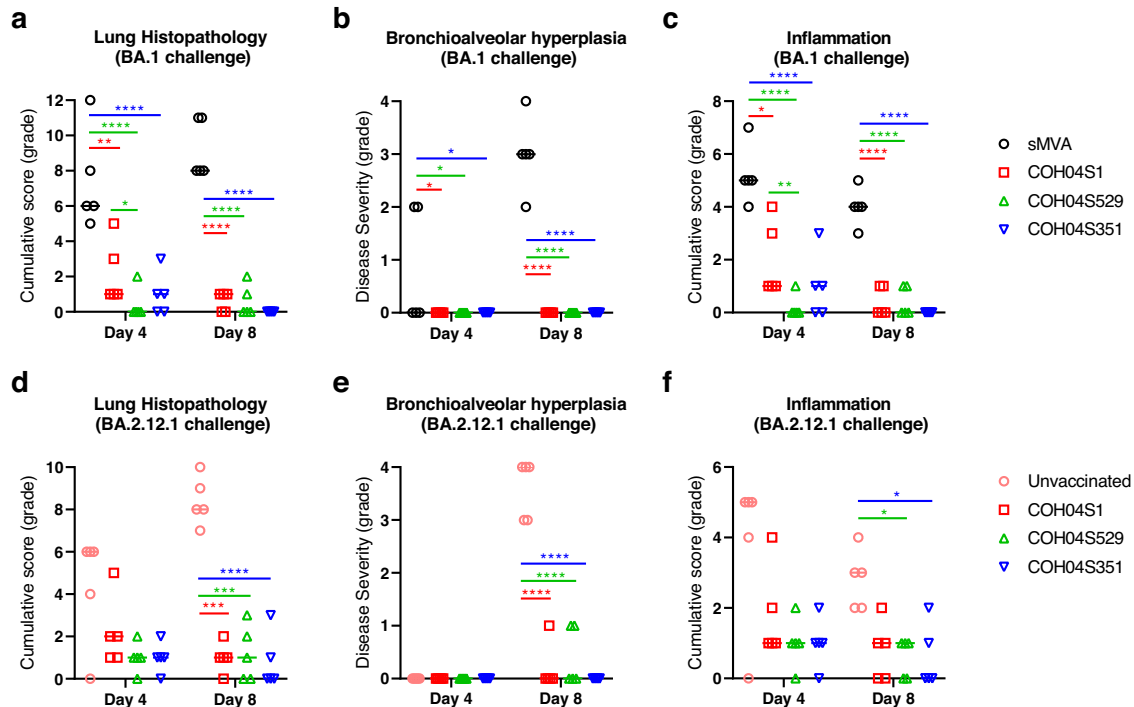 a
Lung Histopathology
(BA.1 challenge)
Cumulative score (grade)
12
10
8
6
4
2
0
****
****
**
*
****
****
****
Day 4
Day 8
b
Bronchioalveolar hyperplasia
(BA.1 challenge)
Disease Severity (grade)
5
4
3
2
1
0
*
*
*
****
****
****
Day 4
Day 8
c
Inflammation
(BA.1 challenge)
Cumulative score (grade)
8
6
4
2
0
****
****
*
**
****
****
****
Day 4
Day 8
sMVA
COH04S1
COH04S529
COH04S351
d
Lung Histopathology
(BA.2.12.1 challenge)
Cumulative score (grade)
10
8
6
4
2
0
****
***
***
Day 4
Day 8
e
Bronchioalveolar hyperplasia
(BA.2.12.1 challenge)
Disease Severity (grade)
4
3
2
1
0
****
****
****
Day 4
Day 8
f
Inflammation
(BA.2.12.1 challenge)
Cumulative score (grade)
6
4
2
0
*
*
Day 4
Day 8
Unvaccinated
COH04S1
COH04S529
COH04S351